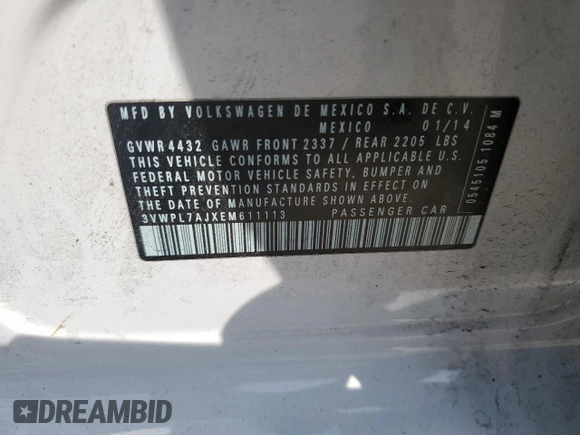 MFD BY VOLKSWAGEN DE MEXICO S.A. DE C.V.
MEXICO 01/14
GVWR 4432 GAWR FRONT 2337 / REAR 2205 LBS
THIS VEHICLE CONFORMS TO ALL APPLICABLE U.S.
FEDERAL MOTOR VEHICLE SAFETY, BUMPER AND
THEFT PREVENTION STANDARDS IN EFFECT ON
THE DATE OF MANUFACTURE SHOWN ABOVE
3VWPL7AJXEM611113 PASSENGER CAR
0545105 1084 M
DREAMBID